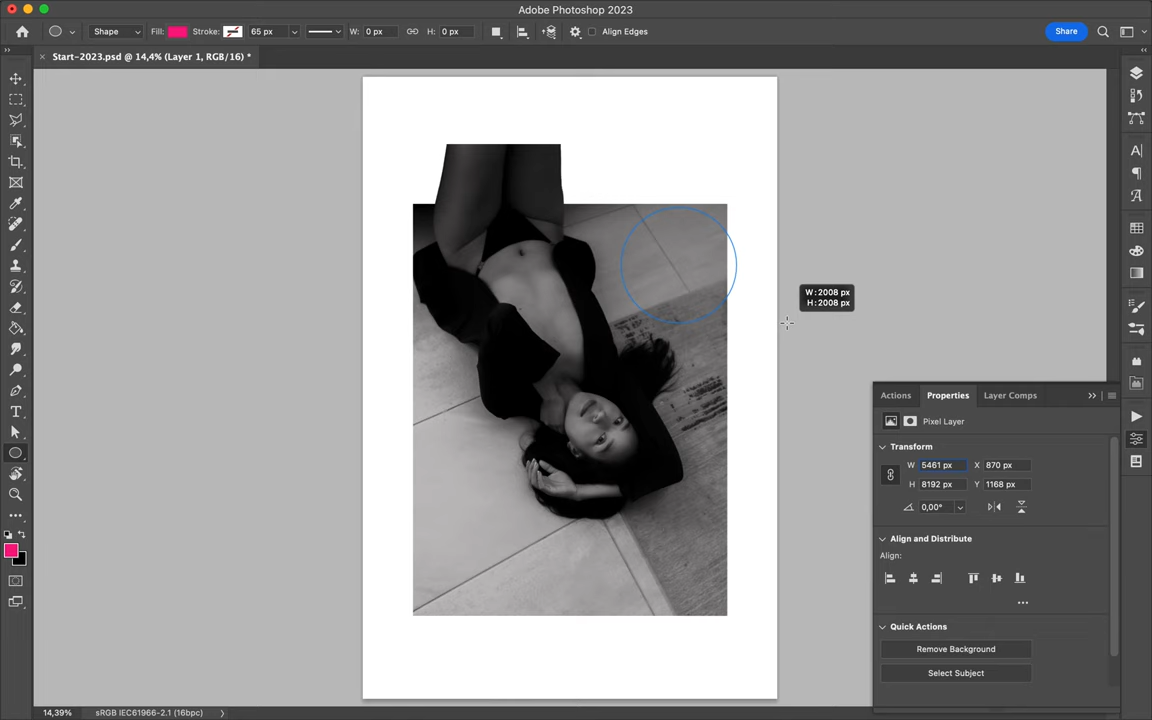 Adobe Photoshop 2023
Shape Fill: Stroke: 65 px W: 0 px H: 0 px Align Edges Share
Start-2023.psd @ 14,4% (Layer 1, RGB/16) *
W: 2008 px
H: 2008 px
Actions Properties Layer Comps
Pixel Layer
Transform
W 5461 px X 870 px
H 8192 px Y 1168 px
0,00°
Align and Distribute
Align:
Quick Actions
Remove Background
Select Subject
14,39% sRGB IEC61966-2.1 (16bpc)